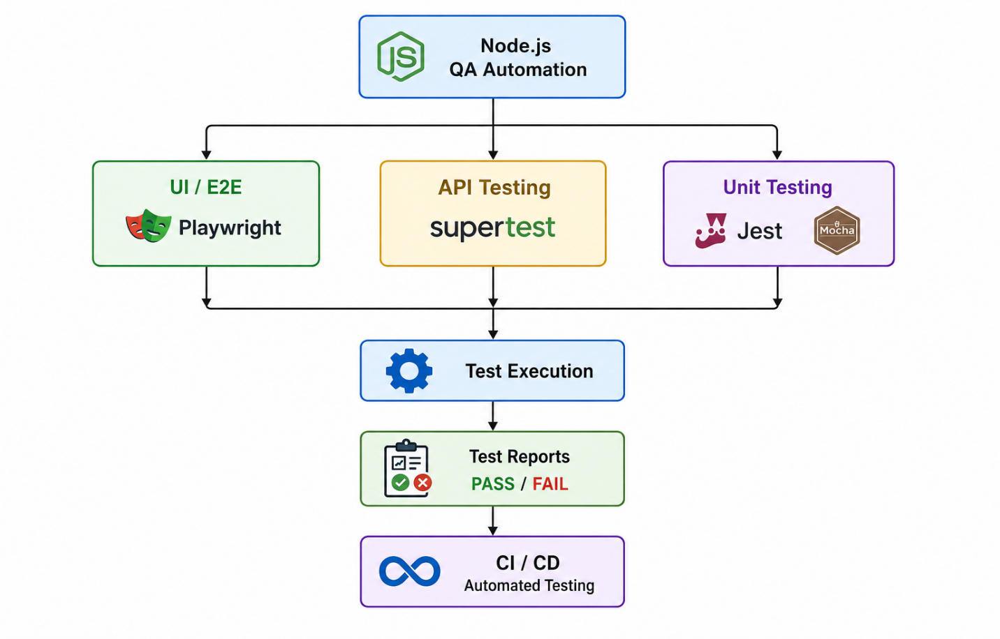 JS
Node.js
QA Automation
UI / E2E
Playwright
API Testing
supertest
Unit Testing
Jest
Mocha
Test Execution
Test Reports
PASS / FAIL
CI / CD
Automated Testing